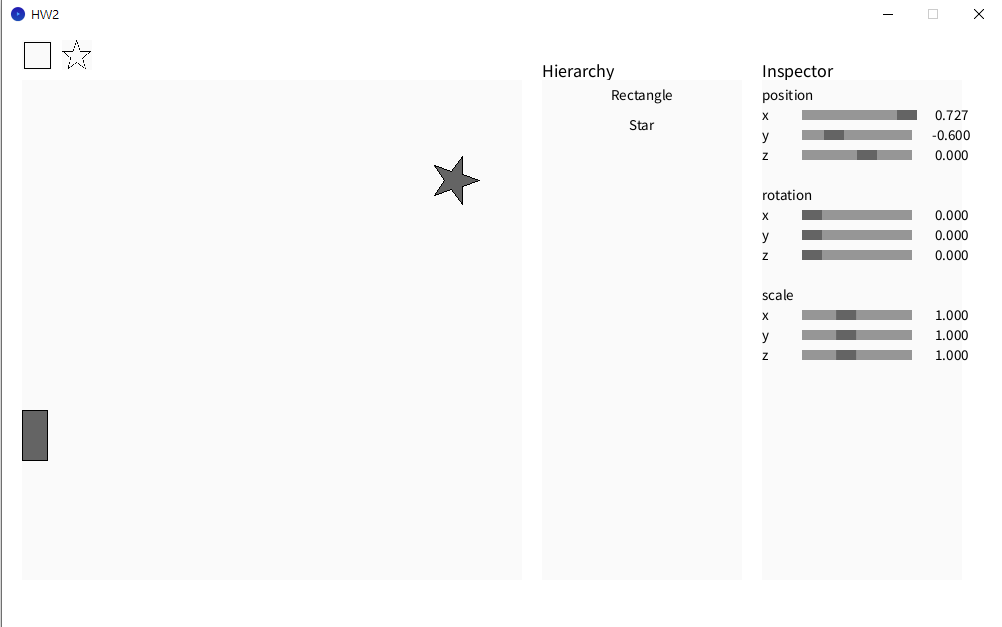 HW2
Hierarchy
Rectangle
Star
Inspector
position
x 0.727
y -0.600
z 0.000
rotation
x 0.000
y 0.000
z 0.000
scale
x 1.000
y 1.000
z 1.000